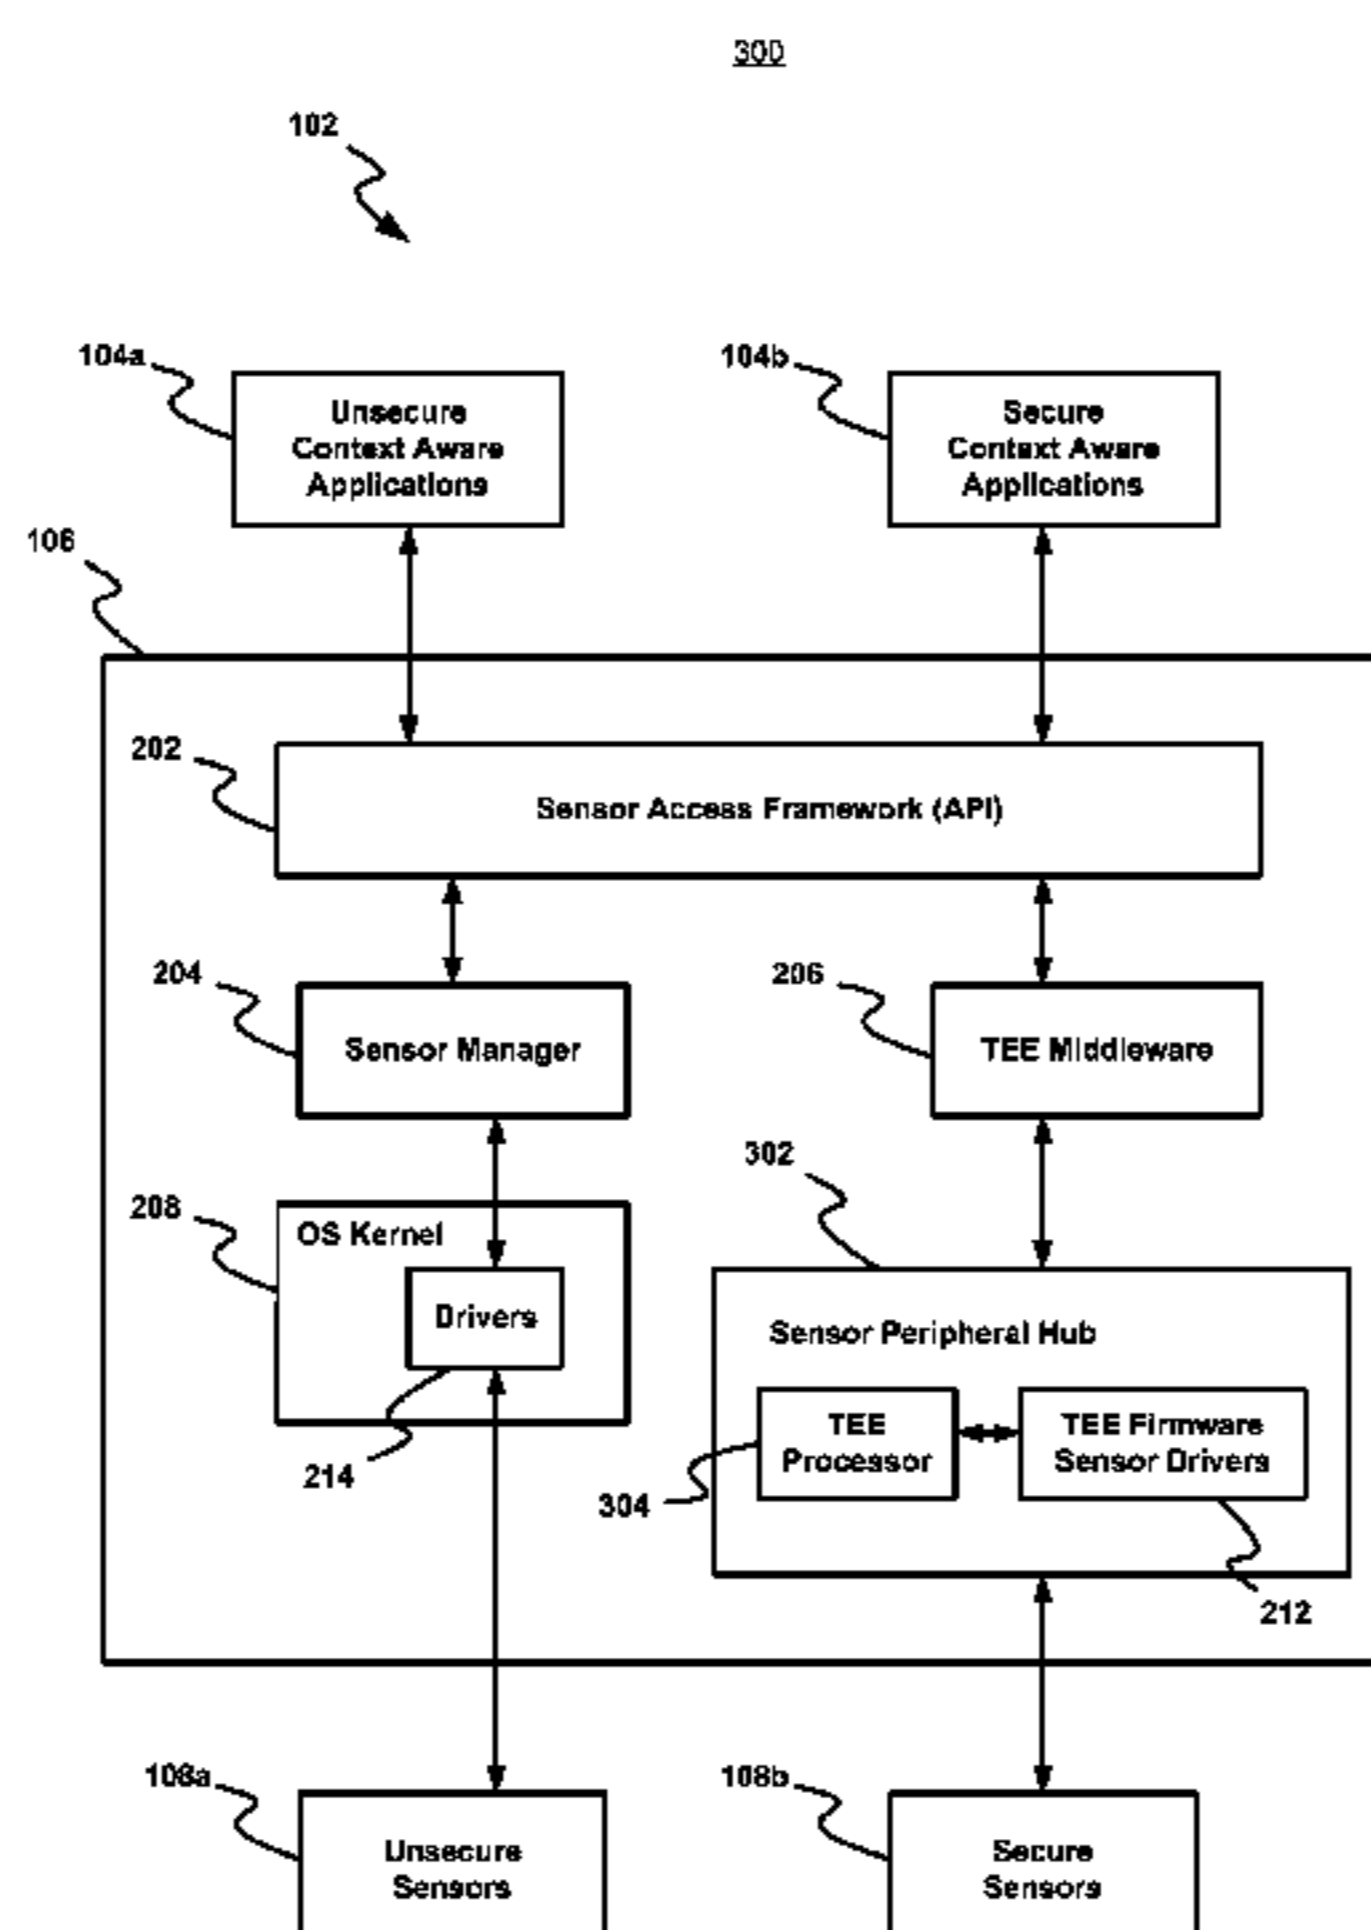 300
102
104a
104b
Unsecure
Context Aware
Applications
Secure
Context Aware
Applications
106
202
Sensor Access Framework (API)
204
206
Sensor Manager
TEE Middleware
302
208
OS Kernel
Drivers
Sensor Peripheral Hub
TEE
Processor
TEE Firmware
Sensor Drivers
214
304
212
108a
108b
Unsecure
Sensors
Secure
Sensors